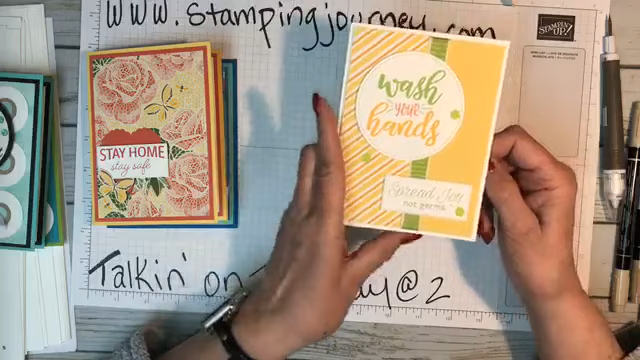 www.stampingjourney.com
STAMPIN' UP!
wash
your
hands
STAY HOME
stay safe
Spread Joy
not germs
Talkin' on T ay @ 2